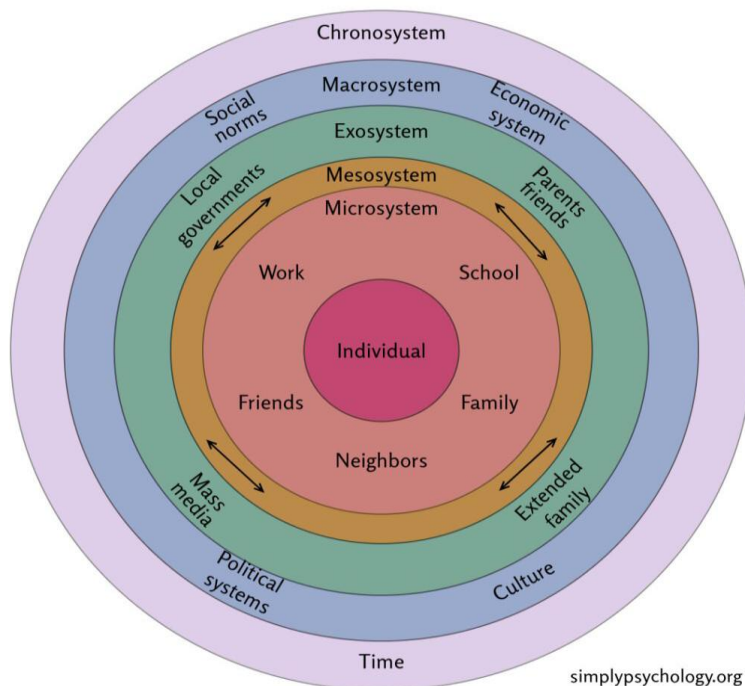 Chronosystem
Macrosystem
Social
norms
Economic
system
Exosystem
Local
governments
Parents
friends
Mesosystem
Microsystem
Work
School
Individual
Friends
Family
Neighbors
Mass
media
Extended
family
Political
systems
Culture
Time
simplypsychology.org